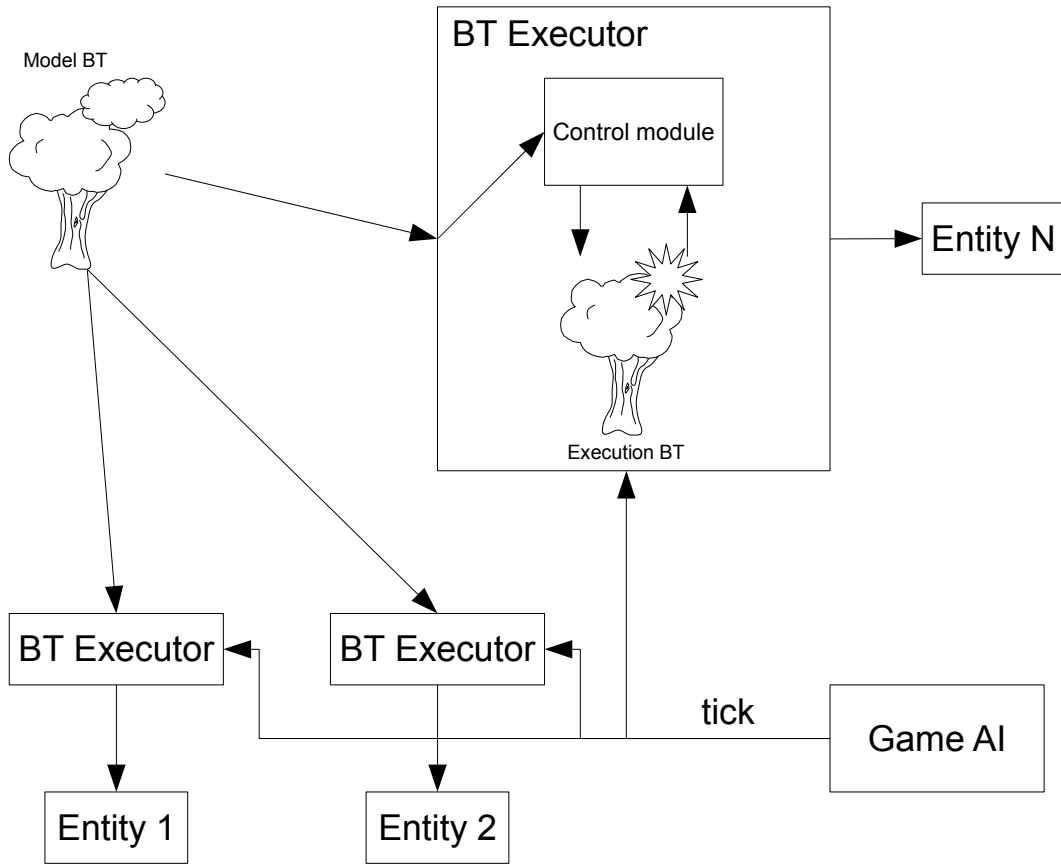 BT Executor
Model BT
Control module
Entity N
Execution BT
BT Executor
BT Executor
tick
Game AI
Entity 1
Entity 2